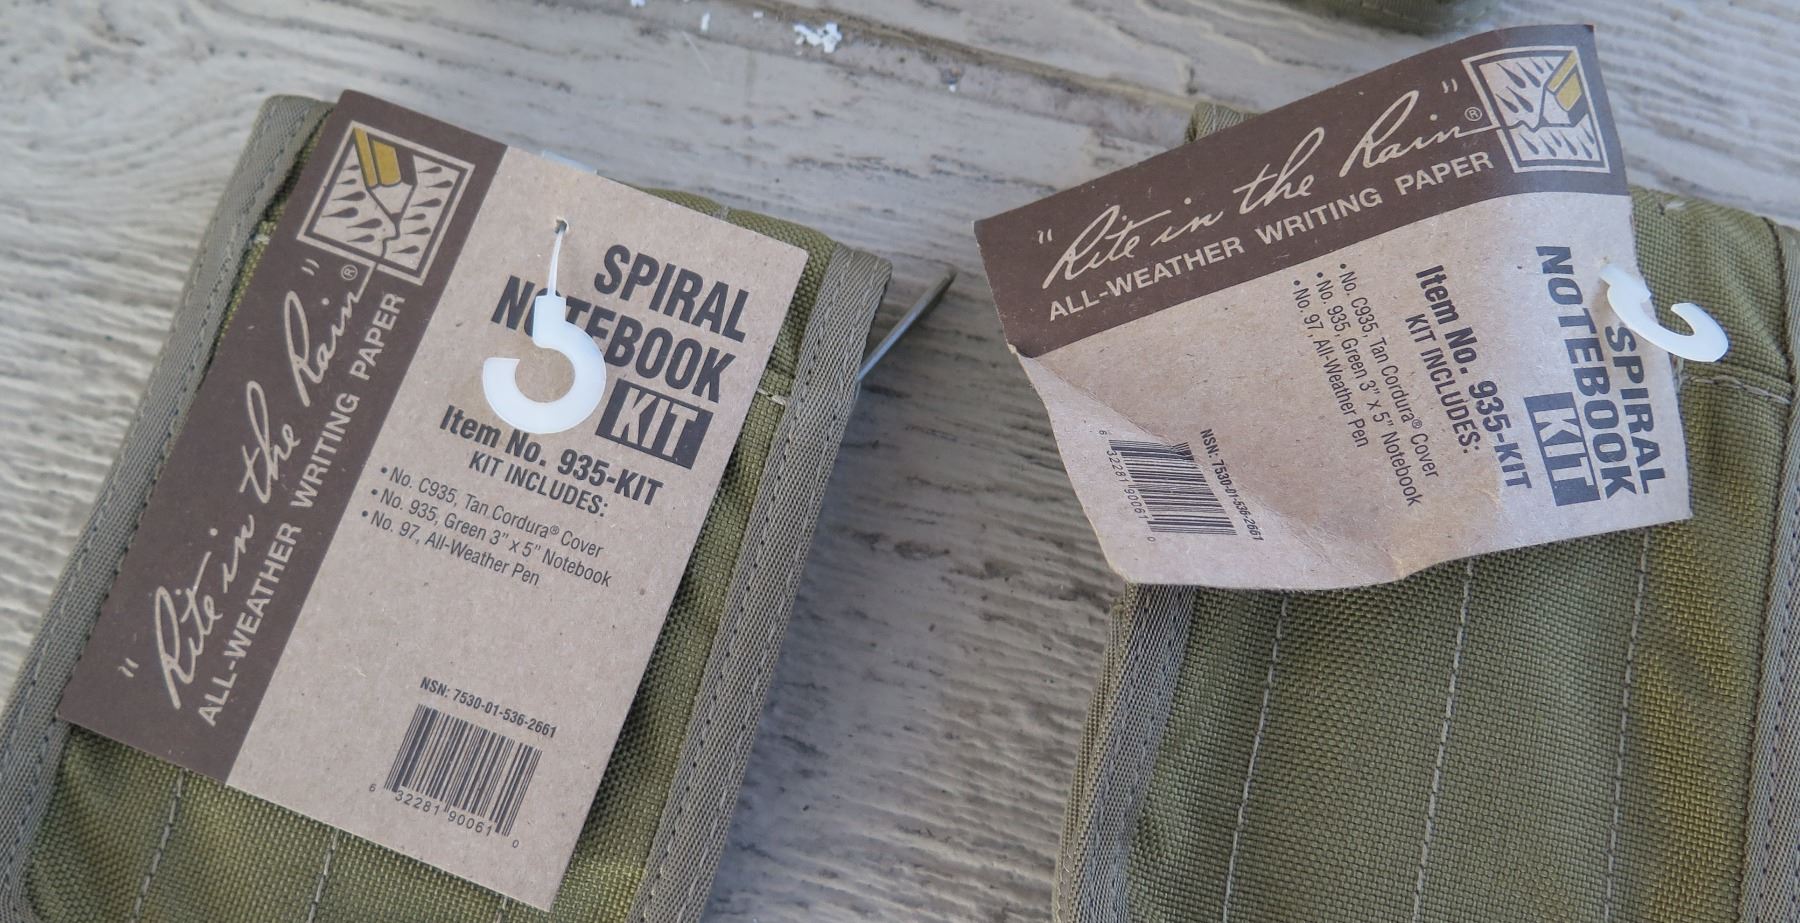 "Rite in the Rain"®
ALL-WEATHER WRITING PAPER
SPIRAL
NOTEBOOK
KIT
Item No. 935-KIT
KIT INCLUDES:
• No. C935, Tan Cordura® Cover
• No. 935, Green 3" x 5" Notebook
• No. 97, All-Weather Pen
NSN: 7530-01-536-2661
6 32281 90061 0
"Rite in the Rain"®
ALL-WEATHER WRITING PAPER
SPIRAL
NOTEBOOK
KIT
Item No. 935-KIT
KIT INCLUDES:
• No. C935, Tan Cordura® Cover
• No. 935, Green 3" x 5" Notebook
• No. 97, All-Weather Pen
NSN: 7530-01-536-2661
6 32281 90061 0